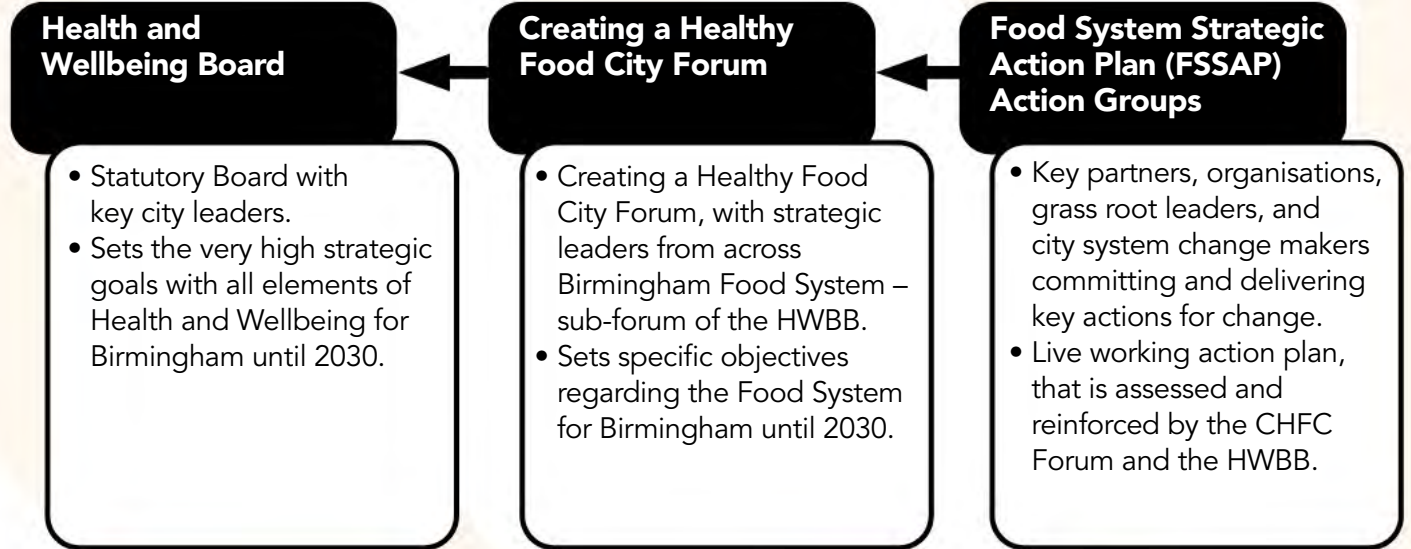 Health and
Wellbeing Board
• Statutory Board with
key city leaders.
• Sets the very high strategic
goals with all elements of
Health and Wellbeing for
Birmingham until 2030.
Creating a Healthy
Food City Forum
• Creating a Healthy Food
City Forum, with strategic
leaders from across
Birmingham Food System –
sub-forum of the HWBB.
• Sets specific objectives
regarding the Food System
for Birmingham until 2030.
Food System Strategic
Action Plan (FSSAP)
Action Groups
• Key partners, organisations,
grass root leaders, and
city system change makers
committing and delivering
key actions for change.
• Live working action plan,
that is assessed and
reinforced by the CHFC
Forum and the HWBB.